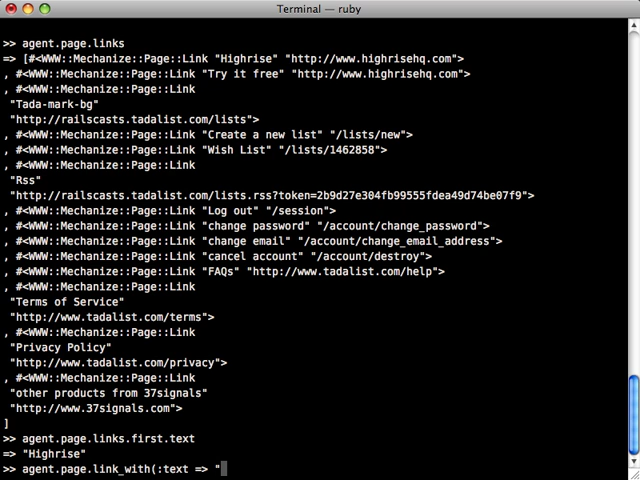 Terminal — ruby
>> agent.page.links
=> [#<WWW::Mechanize::Page::Link "Highrise" "http://www.highrisehq.com">
, #<WWW::Mechanize::Page::Link "Try it free" "http://www.highrisehq.com">
, #<WWW::Mechanize::Page::Link
"Tada-mark-bg"
"http://railscasts.tadalist.com/lists">
, #<WWW::Mechanize::Page::Link "Create a new list" "/lists/new">
, #<WWW::Mechanize::Page::Link "Wish List" "/lists/1462858">
, #<WWW::Mechanize::Page::Link
"Rss"
"http://railscasts.tadalist.com/lists.rss?token=2b9d27e304fb99555fdea49d74be07f9">
, #<WWW::Mechanize::Page::Link "Log out" "/session">
, #<WWW::Mechanize::Page::Link "change password" "/account/change_password">
, #<WWW::Mechanize::Page::Link "change email" "/account/change_email_address">
, #<WWW::Mechanize::Page::Link "cancel account" "/account/destroy">
, #<WWW::Mechanize::Page::Link "FAQs" "http://www.tadalist.com/help">
, #<WWW::Mechanize::Page::Link
"Terms of Service"
"http://www.tadalist.com/terms">
, #<WWW::Mechanize::Page::Link
"Privacy Policy"
"http://www.tadalist.com/privacy">
, #<WWW::Mechanize::Page::Link
"other products from 37signals"
"http://www.37signals.com">
]
>> agent.page.links.first.text
=> "Highrise"
>> agent.page.link_with(:text => "